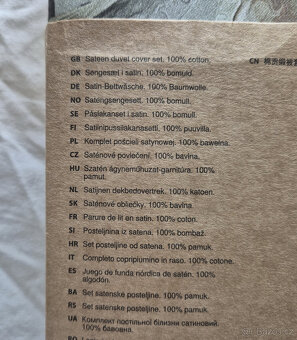 GB Sateen duvet cover set. 100% cotton.
CN
DK Sengesæt i satin. 100% bomuld.
DE Satin-Bettwäsche. 100% Baumwolle.
NO Satengsengesett. 100% bomull.
SE Påslakanset i satin. 100% bomull.
FI Satiinipussilakanasetti. 100% puuvilla.
PL Komplet pościeli satynowej. 100% bawełna.
CZ Saténové povlečení. 100% bavlna.
HU Szatén ágyneműhuzat-garnitúra. 100%
pamut.
NL Satijnen dekbedovertrek. 100% katoen.
SK Saténové obliečky. 100% bavlna.
FR Parure de lit en satin. 100% coton.
SI Posteljnina iz satena. 100% bombaž.
HR Set posteljine od satena. 100% pamuk.
IT Completo copripiumino in raso. 100% cotone.
ES Juego de funda nórdica de satén. 100%
algodón.
BA Set satenske posteljine. 100% pamuk.
RS Set satenske posteljine. 100% pamuk.
UA Комплект постільної білизни сатиновий.
100% бавовна.